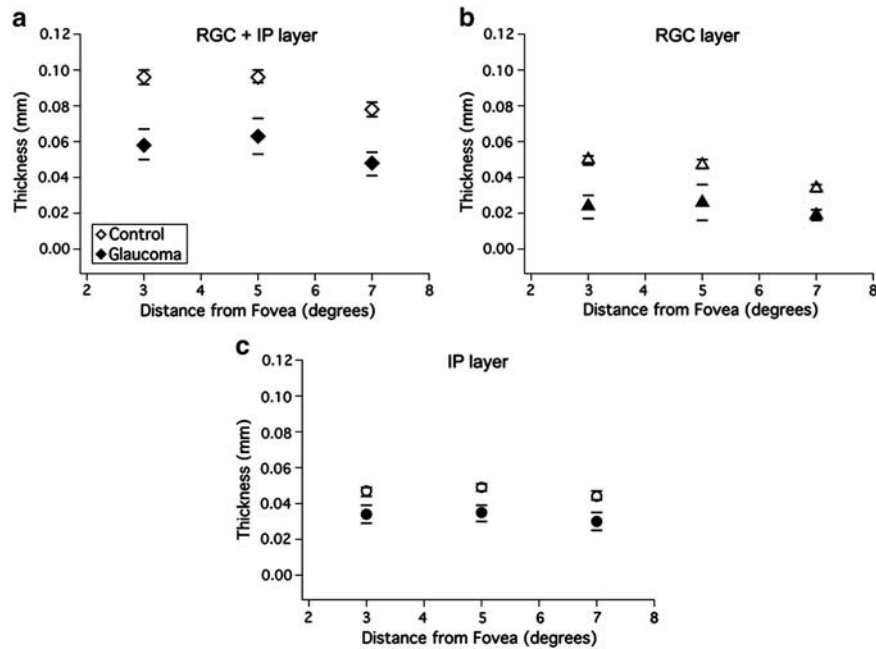 a
RGC + IP layer
0.12
0.10
0.08
0.06
0.04
0.02
0.00
Thickness (mm)
Control
Glaucoma
2 3 4 5 6 7 8
Distance from Fovea (degrees)
b
RGC layer
0.12
0.10
0.08
0.06
0.04
0.02
0.00
Thickness (mm)
2 3 4 5 6 7 8
Distance from Fovea (degrees)
c
IP layer
0.12
0.10
0.08
0.06
0.04
0.02
0.00
Thickness (mm)
2 3 4 5 6 7 8
Distance from Fovea (degrees)